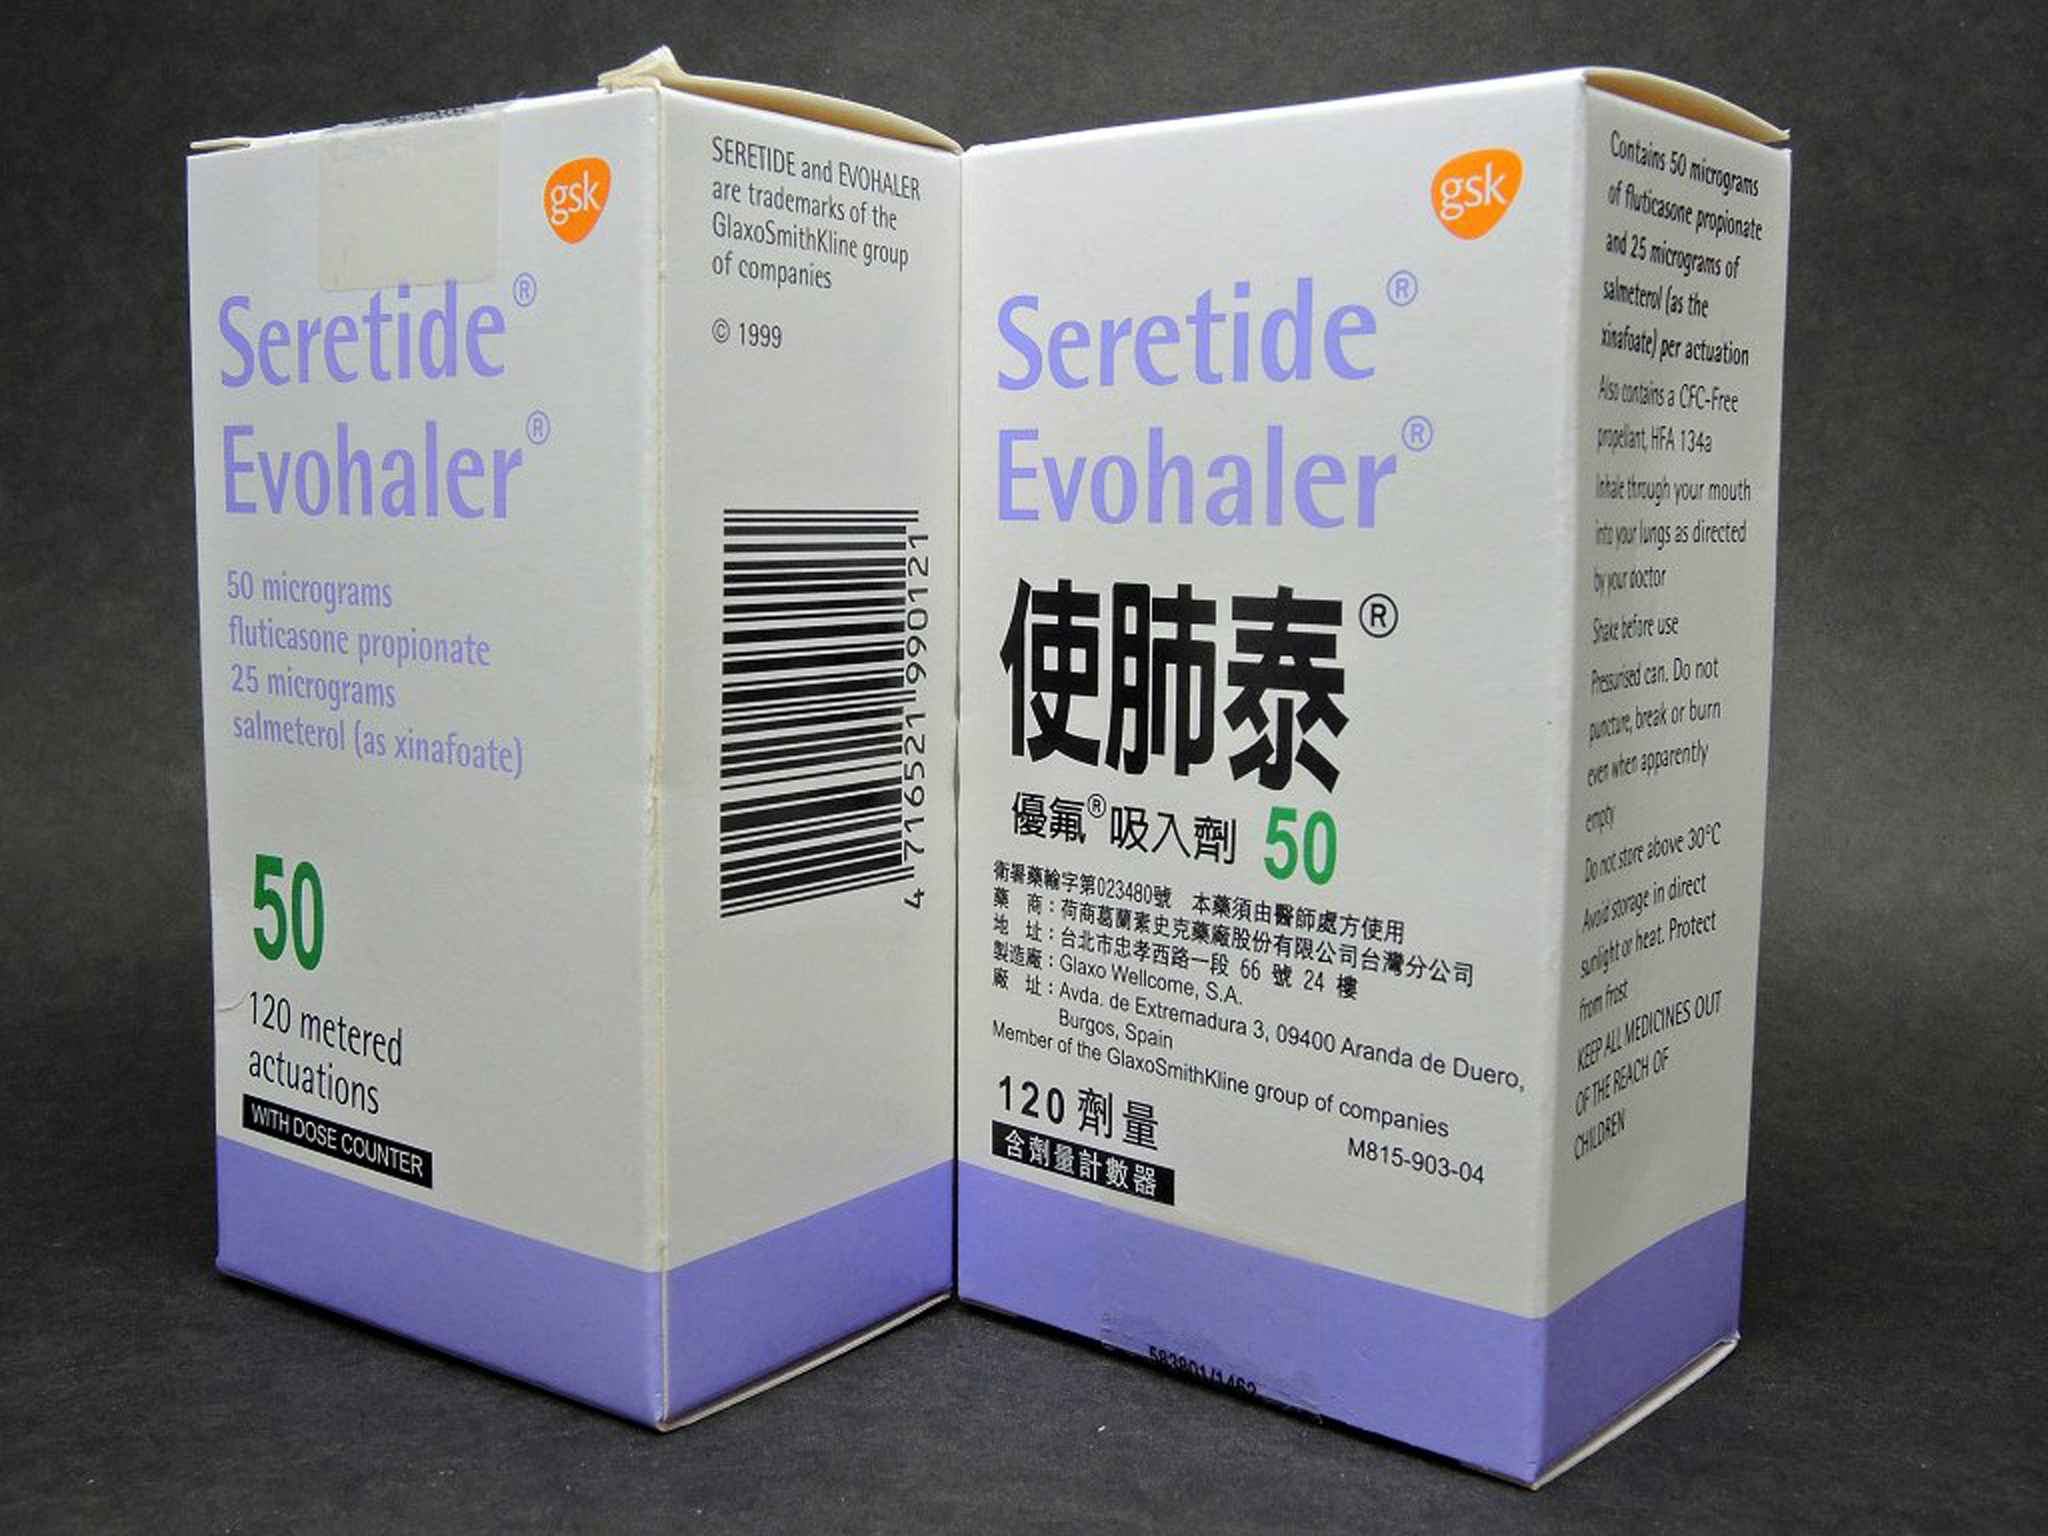 gsk
Seretide®
Evohaler®
50 micrograms
fluticasone propionate
25 micrograms
salmeterol (as xinafoate)
50
120 metered
actuations
WITH DOSE COUNTER
SERETIDE and EVOHALER
are trademarks of the
GlaxoSmithKline group
of companies
© 1999
4 716521 990121
gsk
Seretide®
Evohaler®
使肺泰®
優氟®吸入劑 50
衛署藥輸字第023480號 本藥須由醫師處方使用
藥 商：荷商葛蘭素史克藥廠股份有限公司台灣分公司
地 址：台北市忠孝西路一段 66 號 24 樓
製造廠：Glaxo Wellcome, S.A.
廠 址：Avda. de Extremadura 3, 09400 Aranda de Duero,
Burgos, Spain
Member of the GlaxoSmithKline group of companies
120 劑量
M815-903-04
含劑量計數器
583801/1462
Contains 50 micrograms
of fluticasone propionate
and 25 micrograms of
salmeterol (as the
xinafoate) per actuation
Also contains a CFC-Free
propellant, HFA 134a
Inhale through your mouth
into your lungs as directed
by your doctor
Shake before use
Pressurised can. Do not
puncture, break or burn
even when apparently
empty
Do not store above 30°C
Avoid storage in direct
sunlight or heat. Protect
from frost
KEEP ALL MEDICINES OUT
OF THE REACH OF
CHILDREN